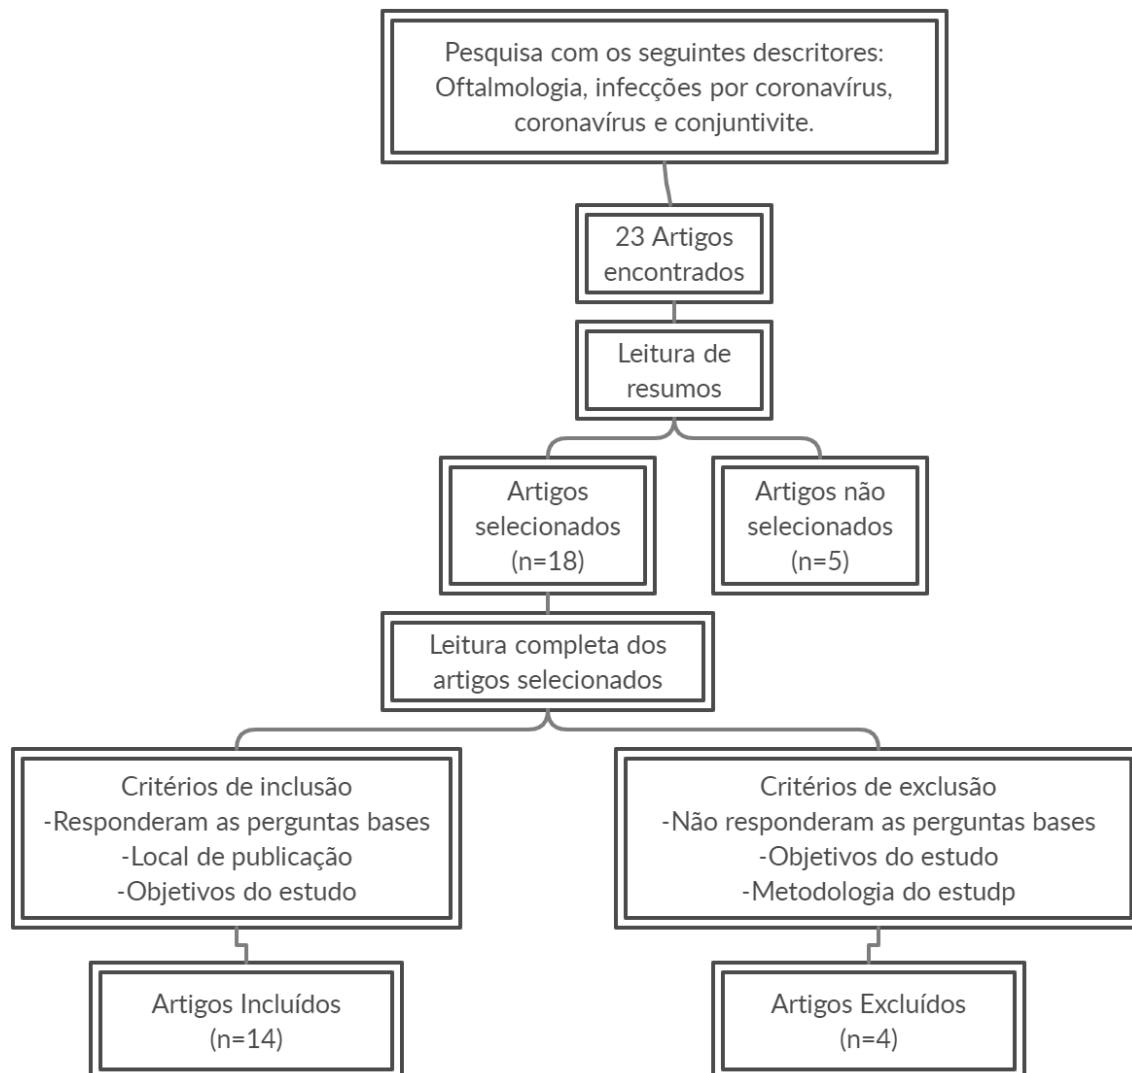 Pesquisa com os seguintes descritores:
Oftalmologia, infecções por coronavírus,
coronavírus e conjuntivite.
23 Artigos
encontrados
Leitura de
resumos
Artigos
selecionados
(n=18)
Artigos não
selecionados
(n=5)
Leitura completa dos
artigos selecionados
Critérios de inclusão
-Responderam as perguntas bases
-Local de publicação
-Objetivos do estudo
Critérios de exclusão
-Não responderam as perguntas bases
-Objetivos do estudo
-Metodologia do estudp
Artigos Incluídos
(n=14)
Artigos Excluídos
(n=4)